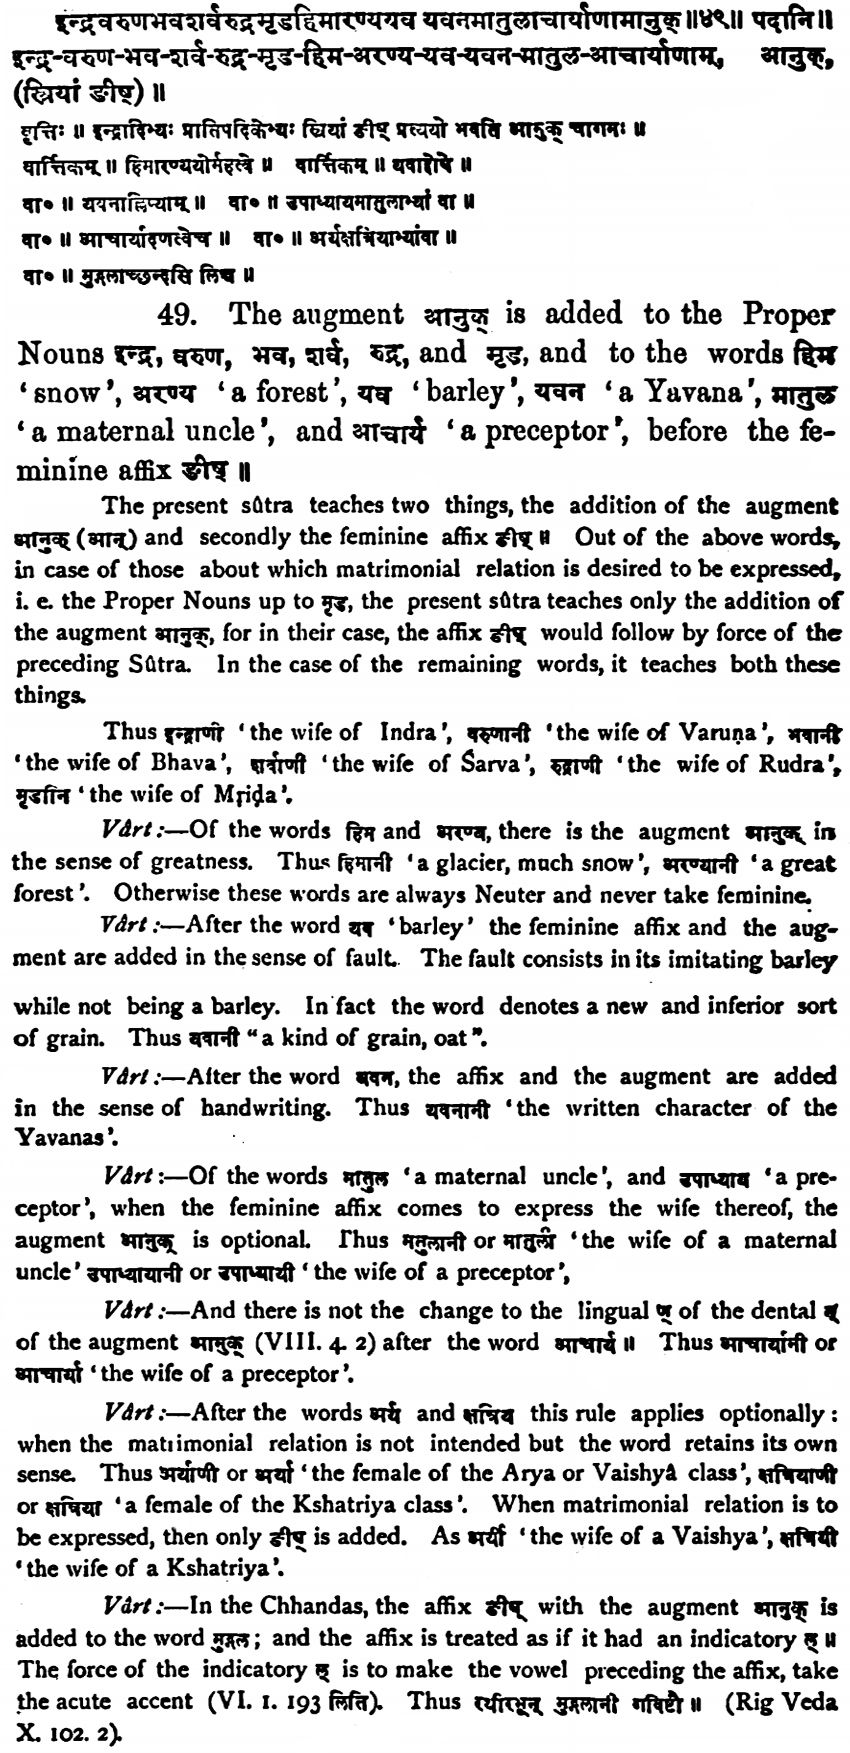 इन्द्रवरुणभवशर्वरुद्रमृडहिमारण्ययव यवनमातुलाचार्याणामानुक्॥४९॥ पदानि॥
इन्द्र-वरुण-भव-शर्व-रुद्र-मृड-हिम-अरण्य-यव-यवन-मातुल-आचार्याणाम्, आनुक्,
(स्त्रियां ङीष्)॥
वृत्तिः॥ इन्द्रादिभ्यः प्रातिपदिकेभ्यः स्त्रियां ङीष् प्रत्ययो भवति आनुक् चागमः॥
वार्त्तिकम्॥ हिमारण्ययोर्महत्वे॥ वार्त्तिकम्॥ यवाद्दोषे॥
वा०॥ यवनाल्लिप्याम्॥ वा०॥ उपाध्यायमातुलाभ्यां वा॥
वा०॥ आचार्यादणत्वंच॥ वा०॥ अर्यक्षत्रियाभ्यांवा॥
वा०॥ मुद्गलाच्छन्दसि लिच्च॥
49. The augment आनुक् is added to the Proper
Nouns इन्द्र, वरुण, भव, शर्व, रुद्र, and मृड, and to the words हिम
‘snow’, अरण्य ‘a forest’, यव ‘barley’, यवन ‘a Yavana’, मातुल
‘a maternal uncle’, and आचार्य ‘a preceptor’, before the fe-
minine affix ङीष्॥
The present sûtra teaches two things, the addition of the augment
आनुक् (आन्) and secondly the feminine affix ङीष्॥ Out of the above words,
in case of those about which matrimonial relation is desired to be expressed,
i. e. the Proper Nouns up to मृड, the present sûtra teaches only the addition of
the augment आनुक्, for in their case, the affix ङीष् would follow by force of the
preceding Sûtra. In the case of the remaining words, it teaches both these
things.
Thus इन्द्राणी ‘the wife of Indra’, वरुणानी ‘the wife of Varuṇa’, भवानी
‘the wife of Bhava’, शर्वाणी ‘the wife of Śarva’, रुद्राणी ‘the wife of Rudra’,
मृडानि ‘the wife of Mṛiḍa’.
Vârt:—Of the words हिम and अरण्य, there is the augment आनुक् in
the sense of greatness. Thus हिमानी ‘a glacier, much snow’, अरण्यानी ‘a great
forest’. Otherwise these words are always Neuter and never take feminine.
Vârt:—After the word यव ‘barley’ the feminine affix and the aug-
ment are added in the sense of fault. The fault consists in its imitating barley
while not being a barley. In fact the word denotes a new and inferior sort
of grain. Thus यवानी “a kind of grain, oat”.
Vârt:—After the word यवन, the affix and the augment are added
in the sense of handwriting. Thus यवनानी ‘the written character of the
Yavanas’.
Vârt:—Of the words मातुल ‘a maternal uncle’, and उपाध्याय ‘a pre-
ceptor’, when the feminine affix comes to express the wife thereof, the
augment आनुक् is optional. Thus मतुलानी or मातुली ‘the wife of a maternal
uncle’ उपाध्यायानी or उपाध्यायी ‘the wife of a preceptor’,
Vârt:—And there is not the change to the lingual ण् of the dental न्
of the augment आनुक् (VIII. 4. 2) after the word आचार्य॥ Thus आचार्यानी or
आचार्या ‘the wife of a preceptor’.
Vârt:—After the words अर्य and क्षत्रिय this rule applies optionally:
when the matrimonial relation is not intended but the word retains its own
sense. Thus अर्याणी or अर्या ‘the female of the Arya or Vaishyâ class’, क्षत्रियाणी
or क्षत्रिया ‘a female of the Kshatriya class’. When matrimonial relation is to
be expressed, then only ङीष् is added. As अर्यी ‘the wife of a Vaishya’, क्षत्रियी
‘the wife of a Kshatriya’.
Vârt:—In the Chhandas, the affix ङीष् with the augment आनुक् is
added to the word मुद्गल; and the affix is treated as if it had an indicatory ल्॥
The force of the indicatory ल् is to make the vowel preceding the affix, take
the acute accent (VI. 1. 193 लिति). Thus रथीरभून् मुद्गलानी गविष्टौ॥ (Rig Veda
X. 102. 2).